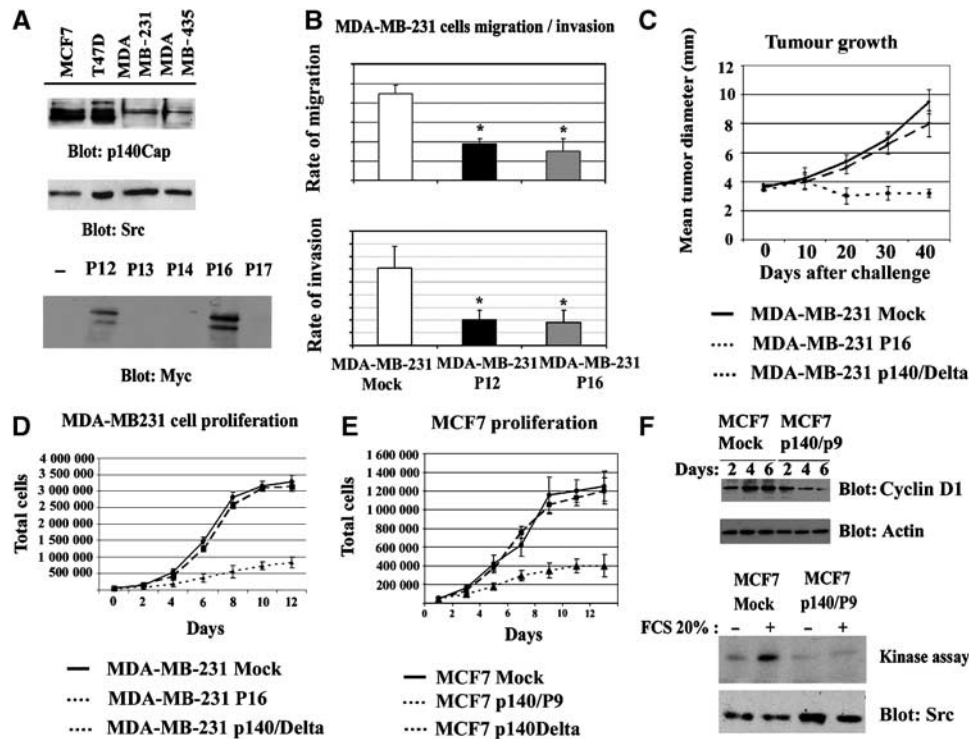 A
MCF7
T47D
MDA
MB-231
MDA
MB-435
Blot: p140Cap
Blot: Src
– P12 P13 P14 P16 P17
Blot: Myc
B
MDA-MB-231 cells migration / invasion
Rate of migration
* *
Rate of invasion
* *
MDA-MB-231 MDA-MB-231 MDA-MB-231
Mock P12 P16
C
Tumour growth
Mean tumor diameter (mm)
12
10
8
6
4
2
0
0 10 20 30 40
Days after challenge
MDA-MB-231 Mock
MDA-MB-231 P16
MDA-MB-231 p140/Delta
D
MDA-MB231 cell proliferation
Total cells
4 000 000
3 500 000
3 000 000
2 500 000
2 000 000
1 500 000
1 000 000
500 000
0 2 4 6 8 10 12
Days
MDA-MB-231 Mock
MDA-MB-231 P16
MDA-MB-231 p140/Delta
E
MCF7 proliferation
Total cells
1 600 000
1 400 000
1 200 000
1 000 000
800 000
600 000
400 000
200 000
0 2 4 6 8 10 12
Days
MCF7 Mock
MCF7 p140/P9
MCF7 p140Delta
F
MCF7 MCF7
Mock p140/p9
Days: 2 4 6 2 4 6
Blot: Cyclin D1
Blot: Actin
MCF7 MCF7
Mock p140/P9
FCS 20% : – + – +
Kinase assay
Blot: Src